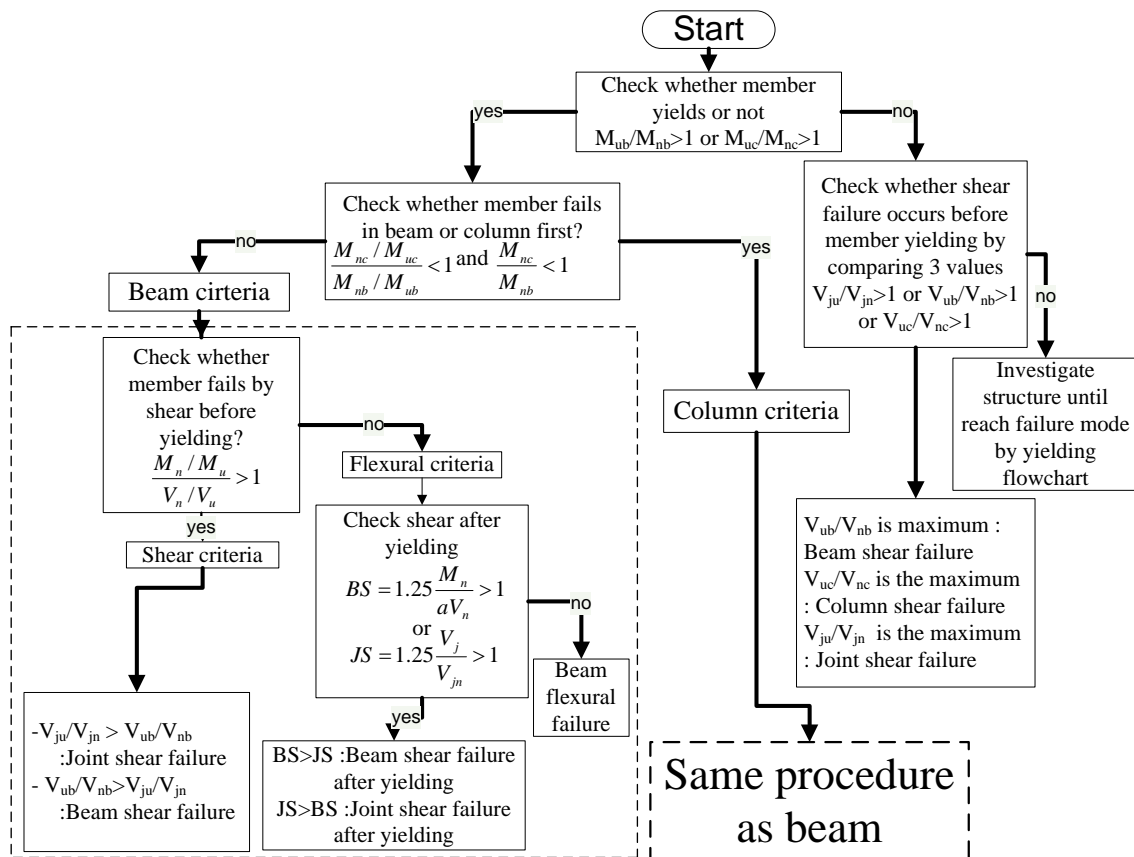 Start
Check whether member
yields or not
M_ub/M_nb>1 or M_uc/M_nc>1
yes
no
Check whether member fails
in beam or column first?
(M_nc / M_uc)/(M_nb / M_ub) < 1 and M_nc/M_nb < 1
no
yes
Beam cirteria
Check whether shear
failure occurs before
member yielding by
comparing 3 values
V_ju/V_jn>1 or V_ub/V_nb>1
or V_uc/V_nc>1
no
Investigate
structure until
reach failure mode
by yielding
flowchart
Check whether
member fails by
shear before
yielding?
(M_n / M_u)/(V_n / V_u) > 1
no
yes
Column criteria
Flexural criteria
Shear criteria
Check shear after
yielding
BS = 1.25 M_n/(aV_n) > 1
or
JS = 1.25 V_j/V_jn > 1
no
yes
Beam
flexural
failure
V_ub/V_nb is maximum :
Beam shear failure
V_uc/V_nc is the maximum
: Column shear failure
V_ju/V_jn is the maximum
: Joint shear failure
-V_ju/V_jn > V_ub/V_nb
:Joint shear failure
- V_ub/V_nb>V_ju/V_jn
:Beam shear failure
BS>JS :Beam shear failure
after yielding
JS>BS :Joint shear failure
after yielding
Same procedure
as beam